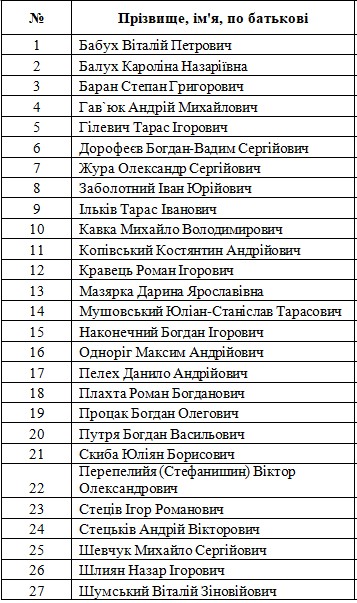 № Прізвище, ім'я, по батькові
1 Бабух Віталій Петрович
2 Балух Кароліна Назаріївна
3 Баран Степан Григорович
4 Гав`юк Андрій Михайлович
5 Гілевич Тарас Ігорович
6 Дорофеєв Богдан-Вадим Сергійович
7 Жура Олександр Сергійович
8 Заболотний Іван Юрійович
9 Ільків Тарас Іванович
10 Кавка Михайло Володимирович
11 Копівський Костянтин Андрійович
12 Кравець Роман Ігорович
13 Мазярка Дарина Ярославівна
14 Мушовський Юліан-Станіслав Тарасович
15 Наконечний Богдан Ігорович
16 Одноріг Максим Андрійович
17 Пелех Данило Андрійович
18 Плахта Роман Богданович
19 Процак Богдан Олегович
20 Путря Богдан Васильович
21 Скиба Юліян Борисович
Перепелийя (Стефанишин) Віктор
22 Олександрович
23 Стеців Ігор Романович
24 Стецьків Андрій Вікторович
25 Шевчук Михайло Сергійович
26 Шлиян Назар Ігорович
27 Шумський Віталій Зіновійович